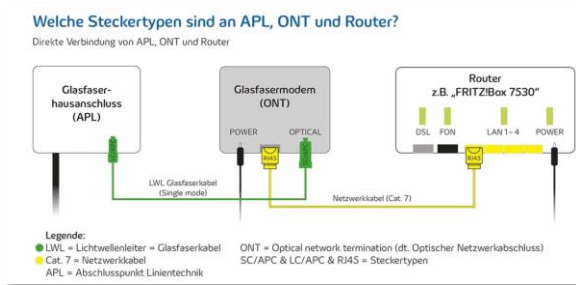 Welche Steckertypen sind an APL, ONT und Router?
Direkte Verbindung von APL, ONT und Router
Glasfaser-
hausanschluss
(APL)
Glasfasermodem
(ONT)
POWER OPTICAL
RJ45
Router
z.B. „FRITZ!Box 7530“
DSL FON LAN 1–4 POWER
RJ45
LWL Glasfaserkabel
(Single mode)
Netzwerkkabel (Cat. 7)
Legende:
LWL = Lichtwellenleiter = Glasfaserkabel
Cat. 7 = Netzwerkkabel
APL = Abschlusspunkt Linientechnik
ONT = Optical network termination (dt. Optischer Netzwerkabschluss)
SC/APC & LC/APC & RJ45 = Steckertypen